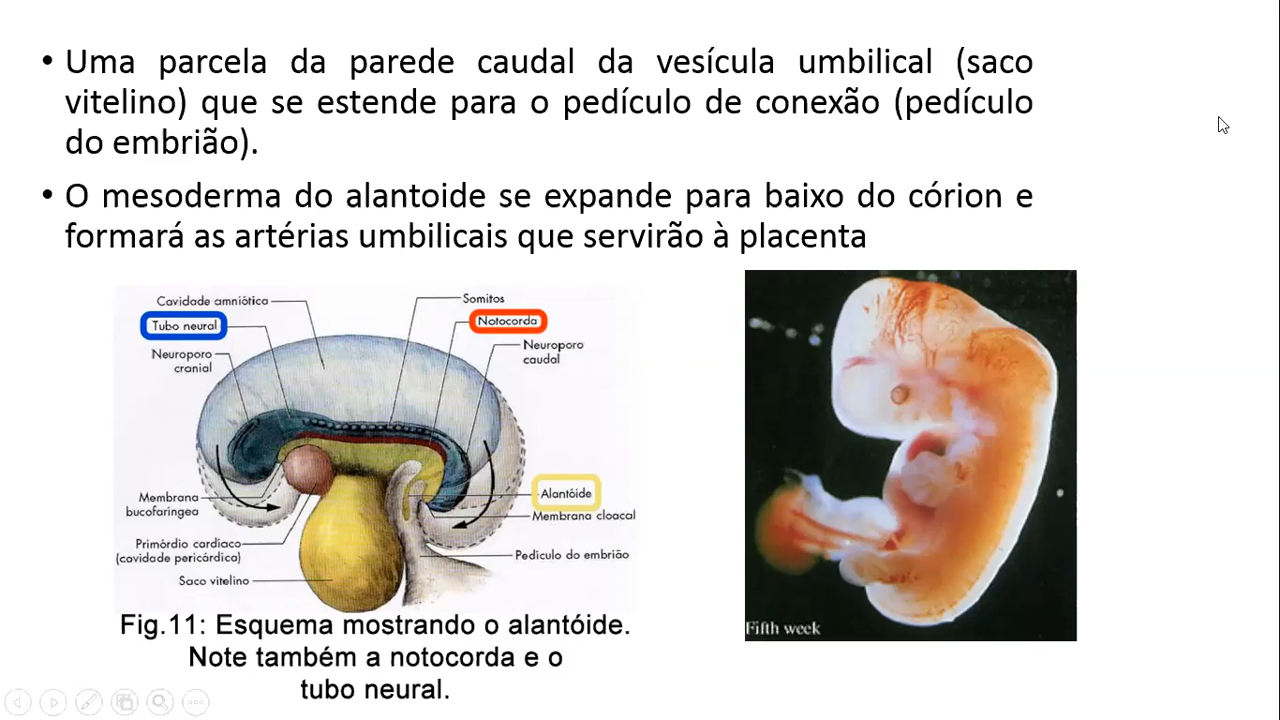 • Uma parcela da parede caudal da vesícula umbilical (saco
vitelino) que se estende para o pedículo de conexão (pedículo
do embrião).
• O mesoderma do alantoide se expande para baixo do córion e
formará as artérias umbilicais que servirão à placenta
Cavidade amniótica
Tubo neural
Neuroporo
cranial
Somitos
Notocorda
Neuroporo
caudal
Membrana
bucofaríngea
Primórdio cardíaco
(cavidade pericárdica)
Saco vitelino
Alantóide
Membrana cloacal
Pedículo do embrião
Fig.11: Esquema mostrando o alantóide.
Note também a notocorda e o
tubo neural.
Fifth week